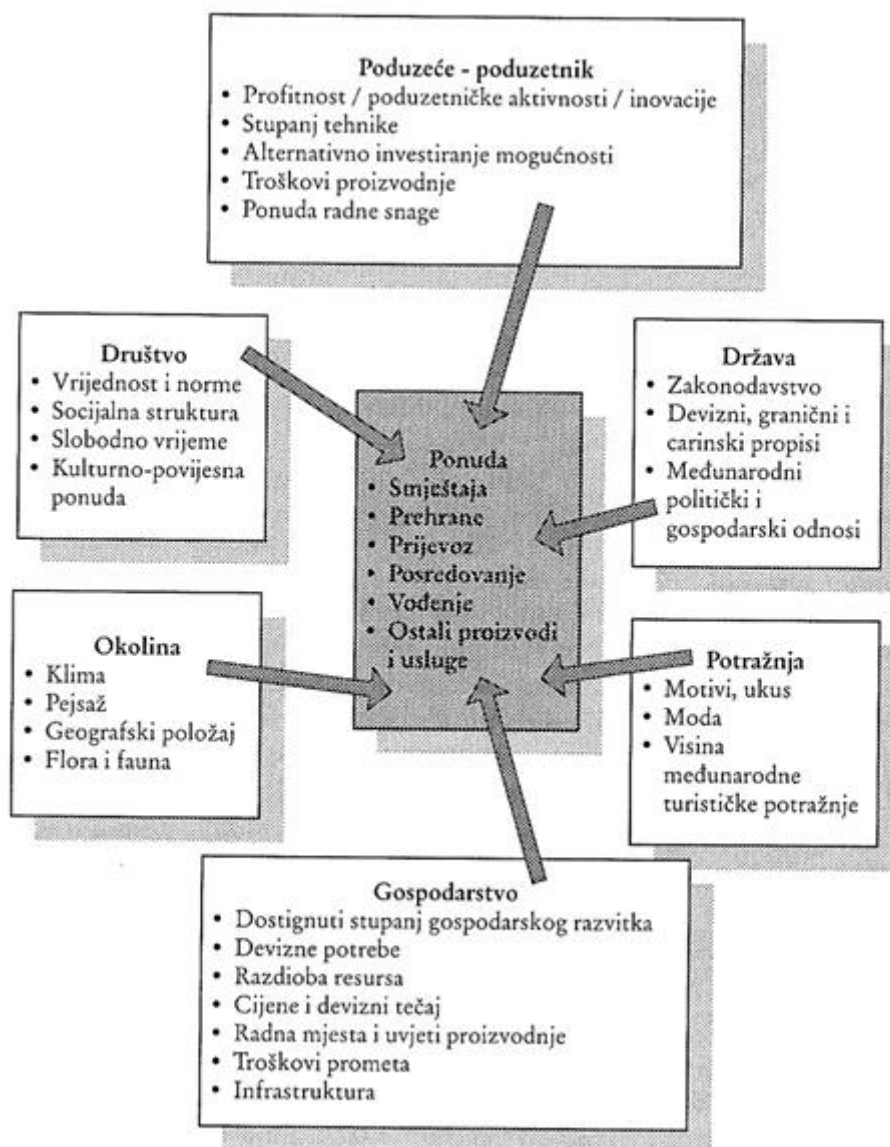 Poduzeće - poduzetnik
• Profitnost / poduzetničke aktivnosti / inovacije
• Stupanj tehnike
• Alternativno investiranje mogućnosti
• Troškovi proizvodnje
• Ponuda radne snage
Društvo
• Vrijednost i norme
• Socijalna struktura
• Slobodno vrijeme
• Kulturno-povijesna
ponuda
Država
• Zakonodavstvo
• Devizni, granični i
carinski propisi
• Međunarodni
politički i
gospodarski odnosi
Ponuda
• Smještaja
• Prehrane
• Prijevoz
• Posredovanje
• Vođenje
• Ostali proizvodi
i usluge
Okolina
• Klima
• Pejsaž
• Geografski položaj
• Flora i fauna
Potražnja
• Motivi, ukus
• Moda
• Visina
međunarodne
turističke potražnje
Gospodarstvo
• Dostignuti stupanj gospodarskog razvitka
• Devizne potrebe
• Razdioba resursa
• Cijene i devizni tečaj
• Radna mjesta i uvjeti proizvodnje
• Troškovi prometa
• Infrastruktura